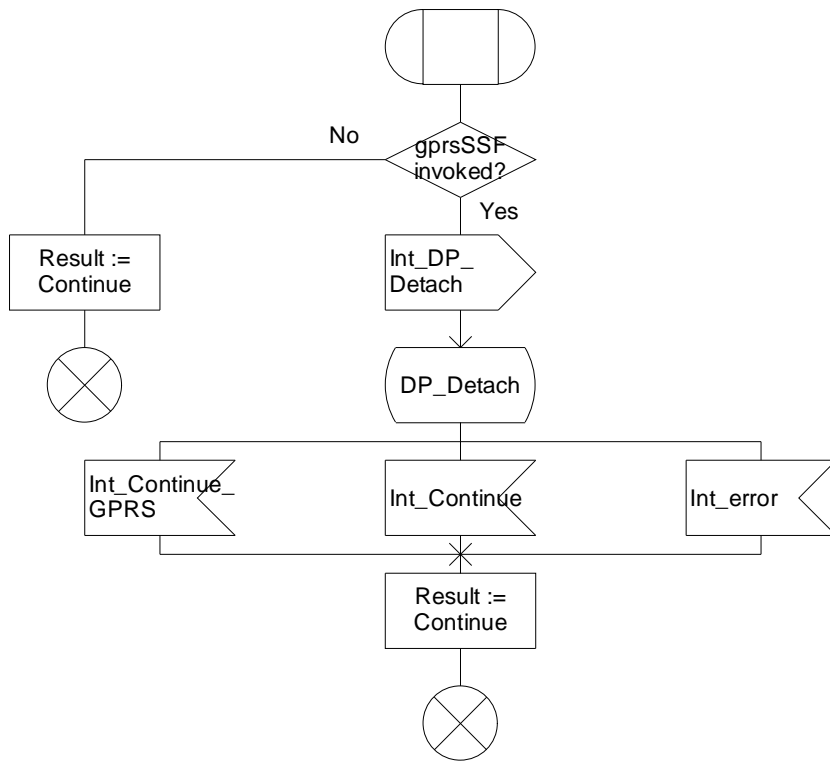 No
gprsSSF
invoked?
Yes
Result :=
Continue
Int_DP_
Detach
DP_Detach
Int_Continue_
GPRS
Int_Continue
Int_error
Result :=
Continue